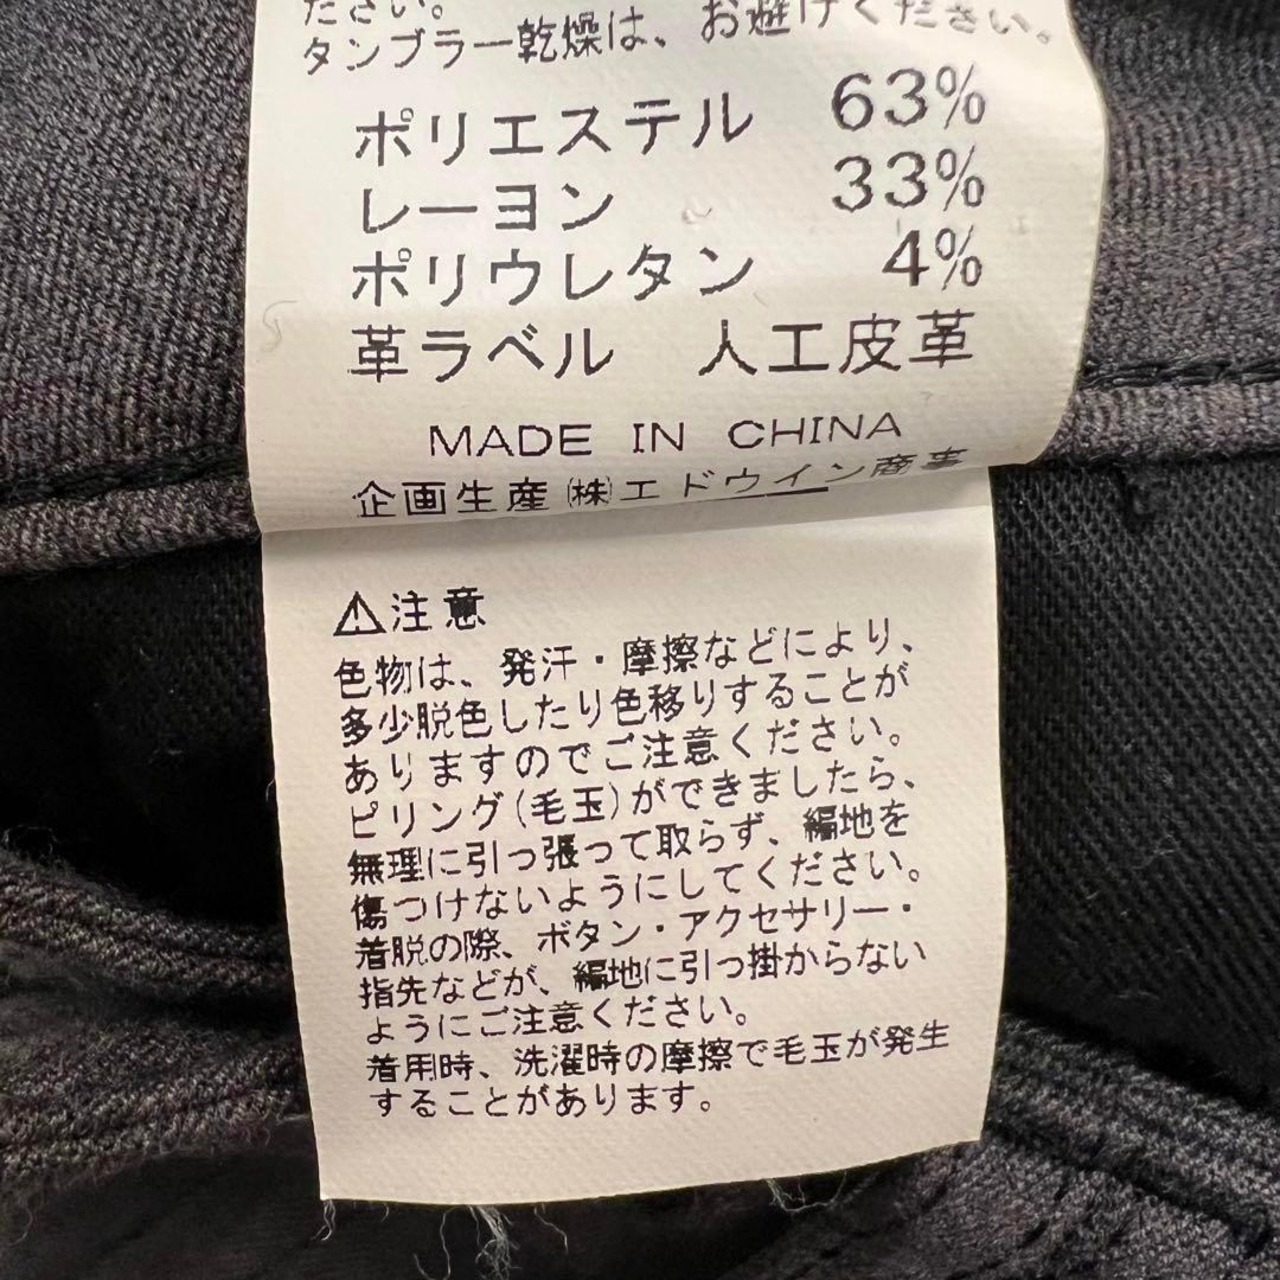 ださい。
タンブラー乾燥は、お避けください。
ポリエステル 63%
レーヨン 33%
ポリウレタン 4%
革ラベル 人工皮革
MADE IN CHINA
企画生産 ㈱エドウイン商事
⚠注意
色物は、発汗・摩擦などにより、
多少脱色したり色移りすることが
ありますのでご注意ください。
ピリング(毛玉)ができましたら、
無理に引っ張って取らず、編地を
傷つけないようにしてください。
着脱の際、ボタン・アクセサリー・
指先などが、編地に引っ掛からない
ようにご注意ください。
着用時、洗濯時の摩擦で毛玉が発生
することがあります。